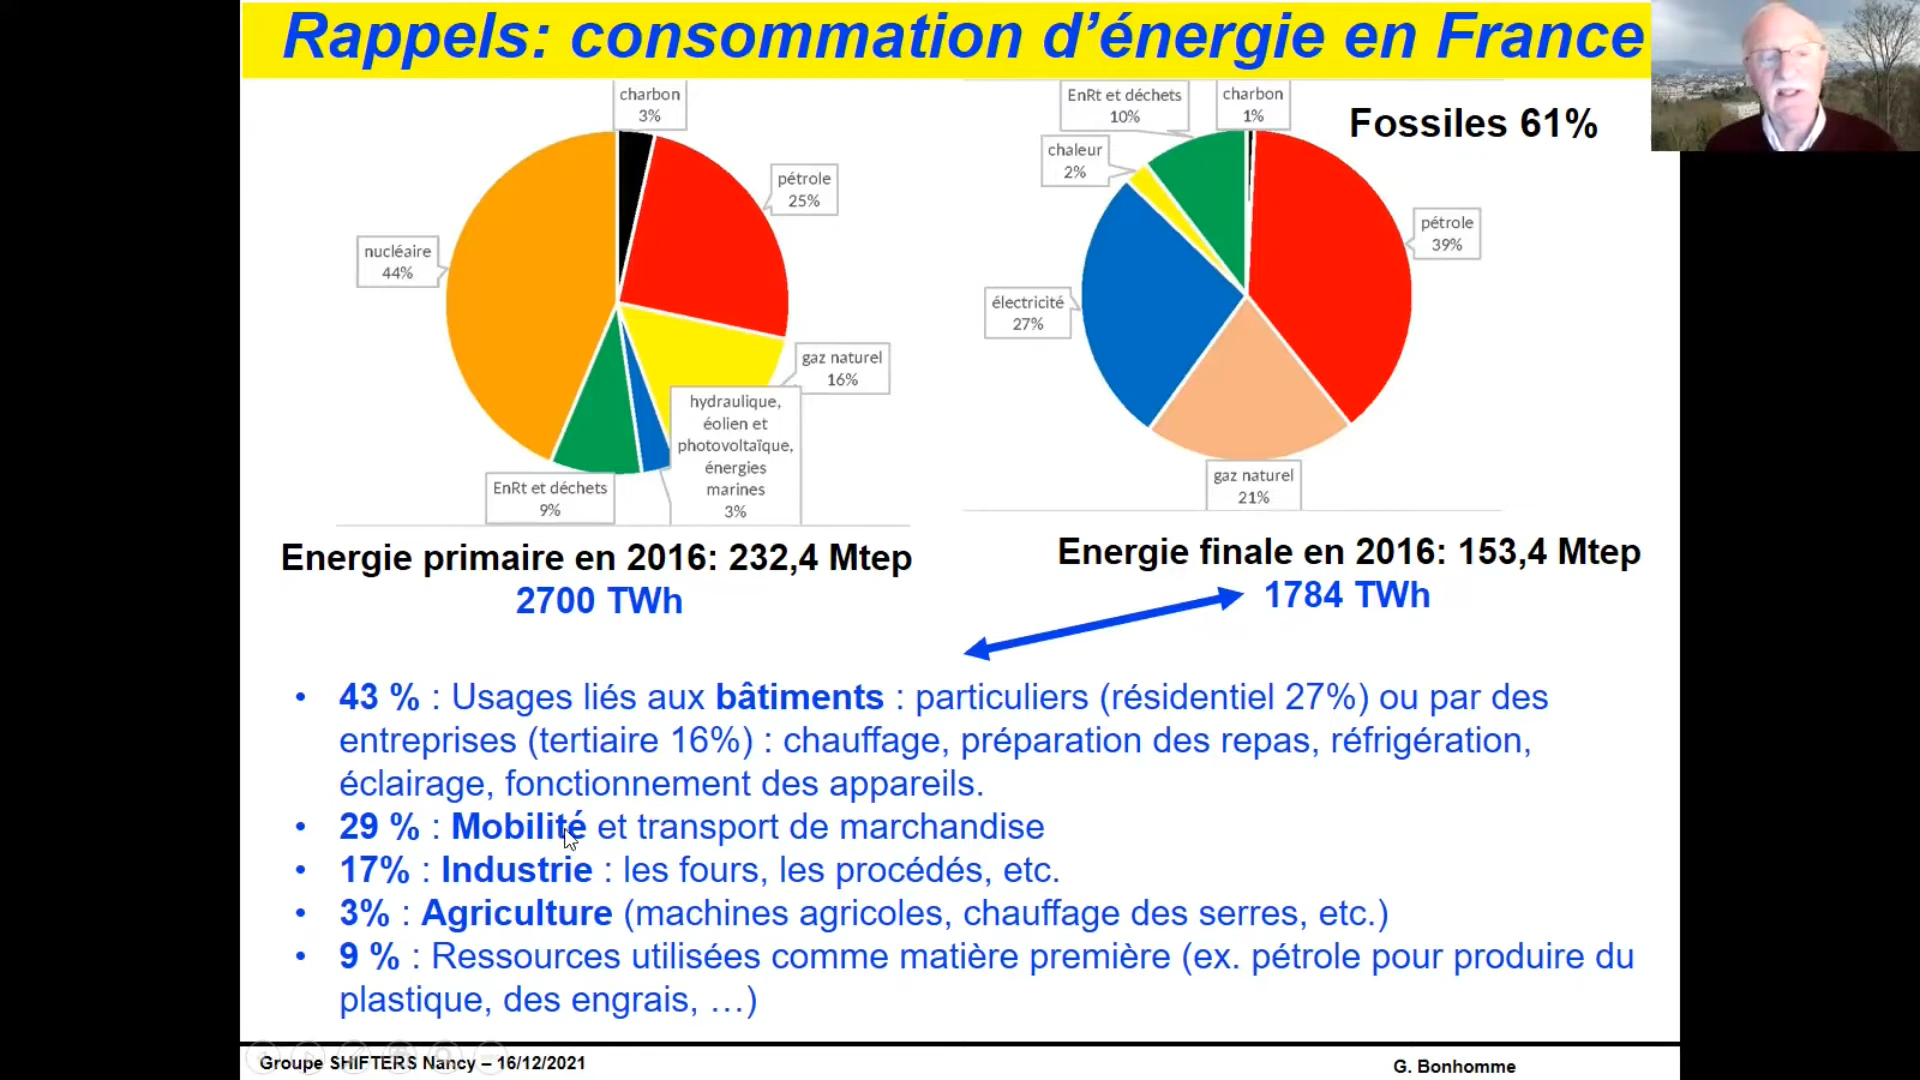 Rappels: consommation d’énergie en France
charbon
3%
pétrole
25%
nucléaire
44%
gaz naturel
16%
hydraulique,
éolien et
photovoltaïque,
énergies
marines
3%
EnRt et déchets
9%
Energie primaire en 2016: 232,4 Mtep
2700 TWh
EnRt et déchets
10%
charbon
1%
Fossiles 61%
chaleur
2%
pétrole
39%
électricité
27%
gaz naturel
21%
Energie finale en 2016: 153,4 Mtep
1784 TWh
• 43 % : Usages liés aux bâtiments : particuliers (résidentiel 27%) ou par des
entreprises (tertiaire 16%) : chauffage, préparation des repas, réfrigération,
éclairage, fonctionnement des appareils.
• 29 % : Mobilité et transport de marchandise
• 17% : Industrie : les fours, les procédés, etc.
• 3% : Agriculture (machines agricoles, chauffage des serres, etc.)
• 9 % : Ressources utilisées comme matière première (ex. pétrole pour produire du
plastique, des engrais, …)
Groupe SHIFTERS Nancy – 16/12/2021
G. Bonhomme